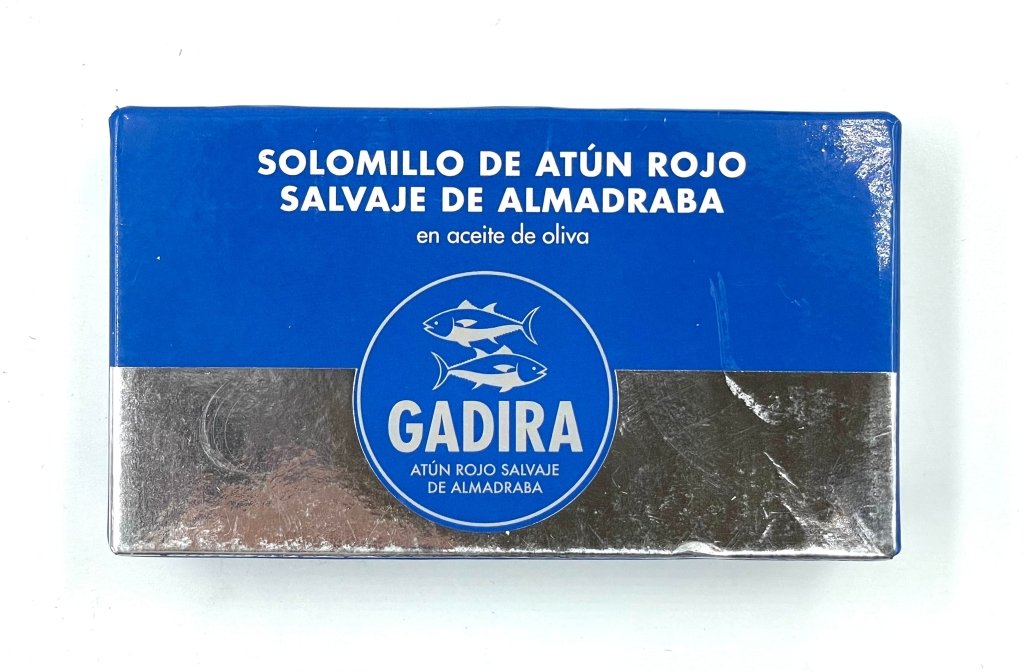 SOLOMILLO DE ATÚN ROJO
SALVAJE DE ALMADRABA
en aceite de oliva
GADIRA
ATÚN ROJO SALVAJE
DE ALMADRABA